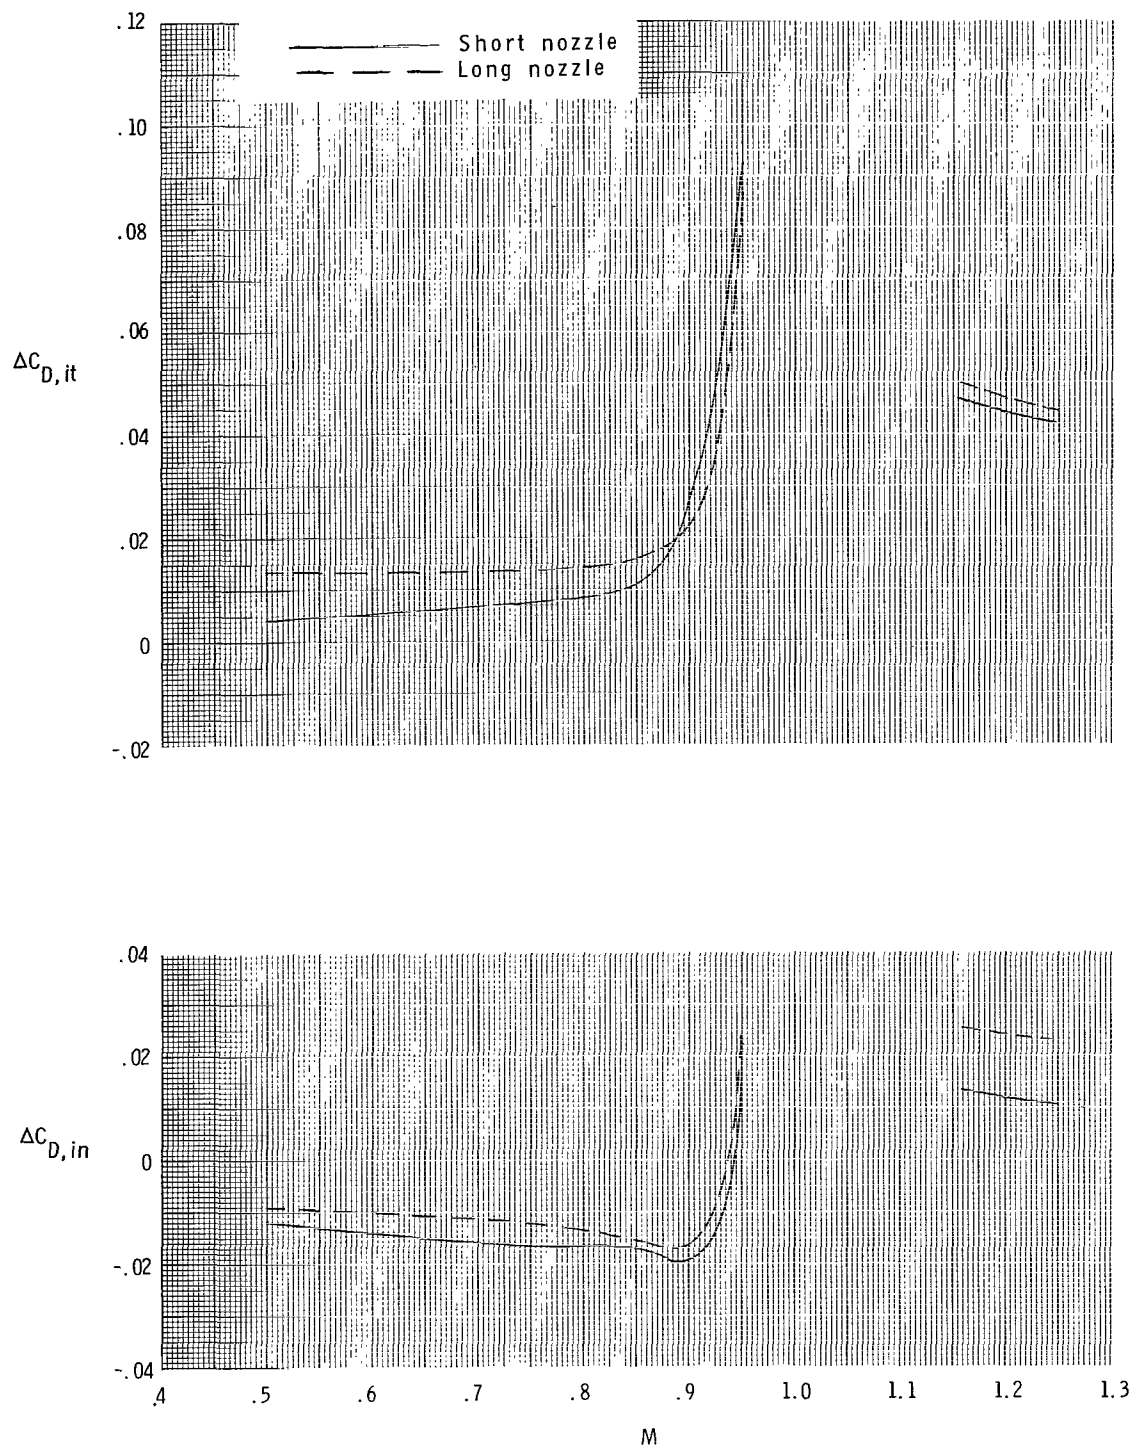 .12
Short nozzle
Long nozzle
.10
.08
.06
ΔC_D,it
.04
.02
0
-.02
.04
.02
ΔC_D,in
0
-.02
-.04
.4 .5 .6 .7 .8 .9 1.0 1.1 1.2 1.3
M